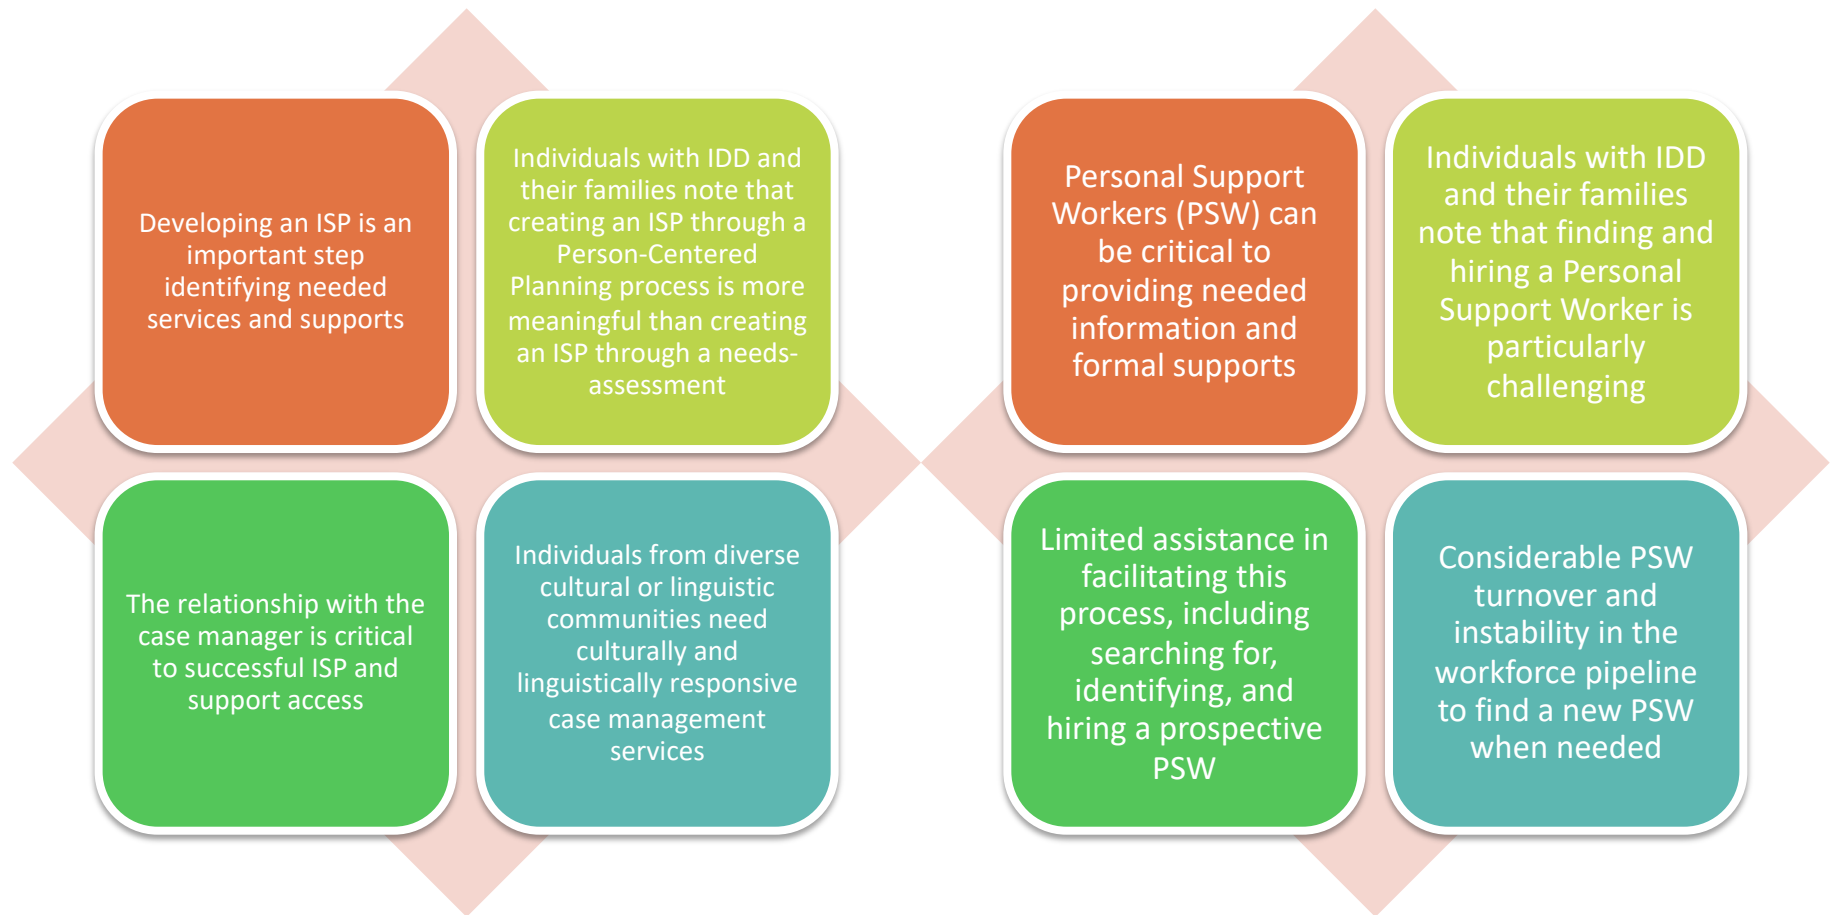 Developing an ISP is an
important step
identifying needed
services and supports
Individuals with IDD and
their families note that
creating an ISP through a
Person-Centered
Planning process is more
meaningful than creating
an ISP through a needs-
assessment
The relationship with the
case manager is critical
to successful ISP and
support access
Individuals from diverse
cultural or linguistic
communities need
culturally and
linguistically responsive
case management
services
Personal Support
Workers (PSW) can
be critical to
providing needed
information and
formal supports
Individuals with IDD
and their families
note that finding and
hiring a Personal
Support Worker is
particularly
challenging
Limited assistance in
facilitating this
process, including
searching for,
identifying, and
hiring a prospective
PSW
Considerable PSW
turnover and
instability in the
workforce pipeline
to find a new PSW
when needed